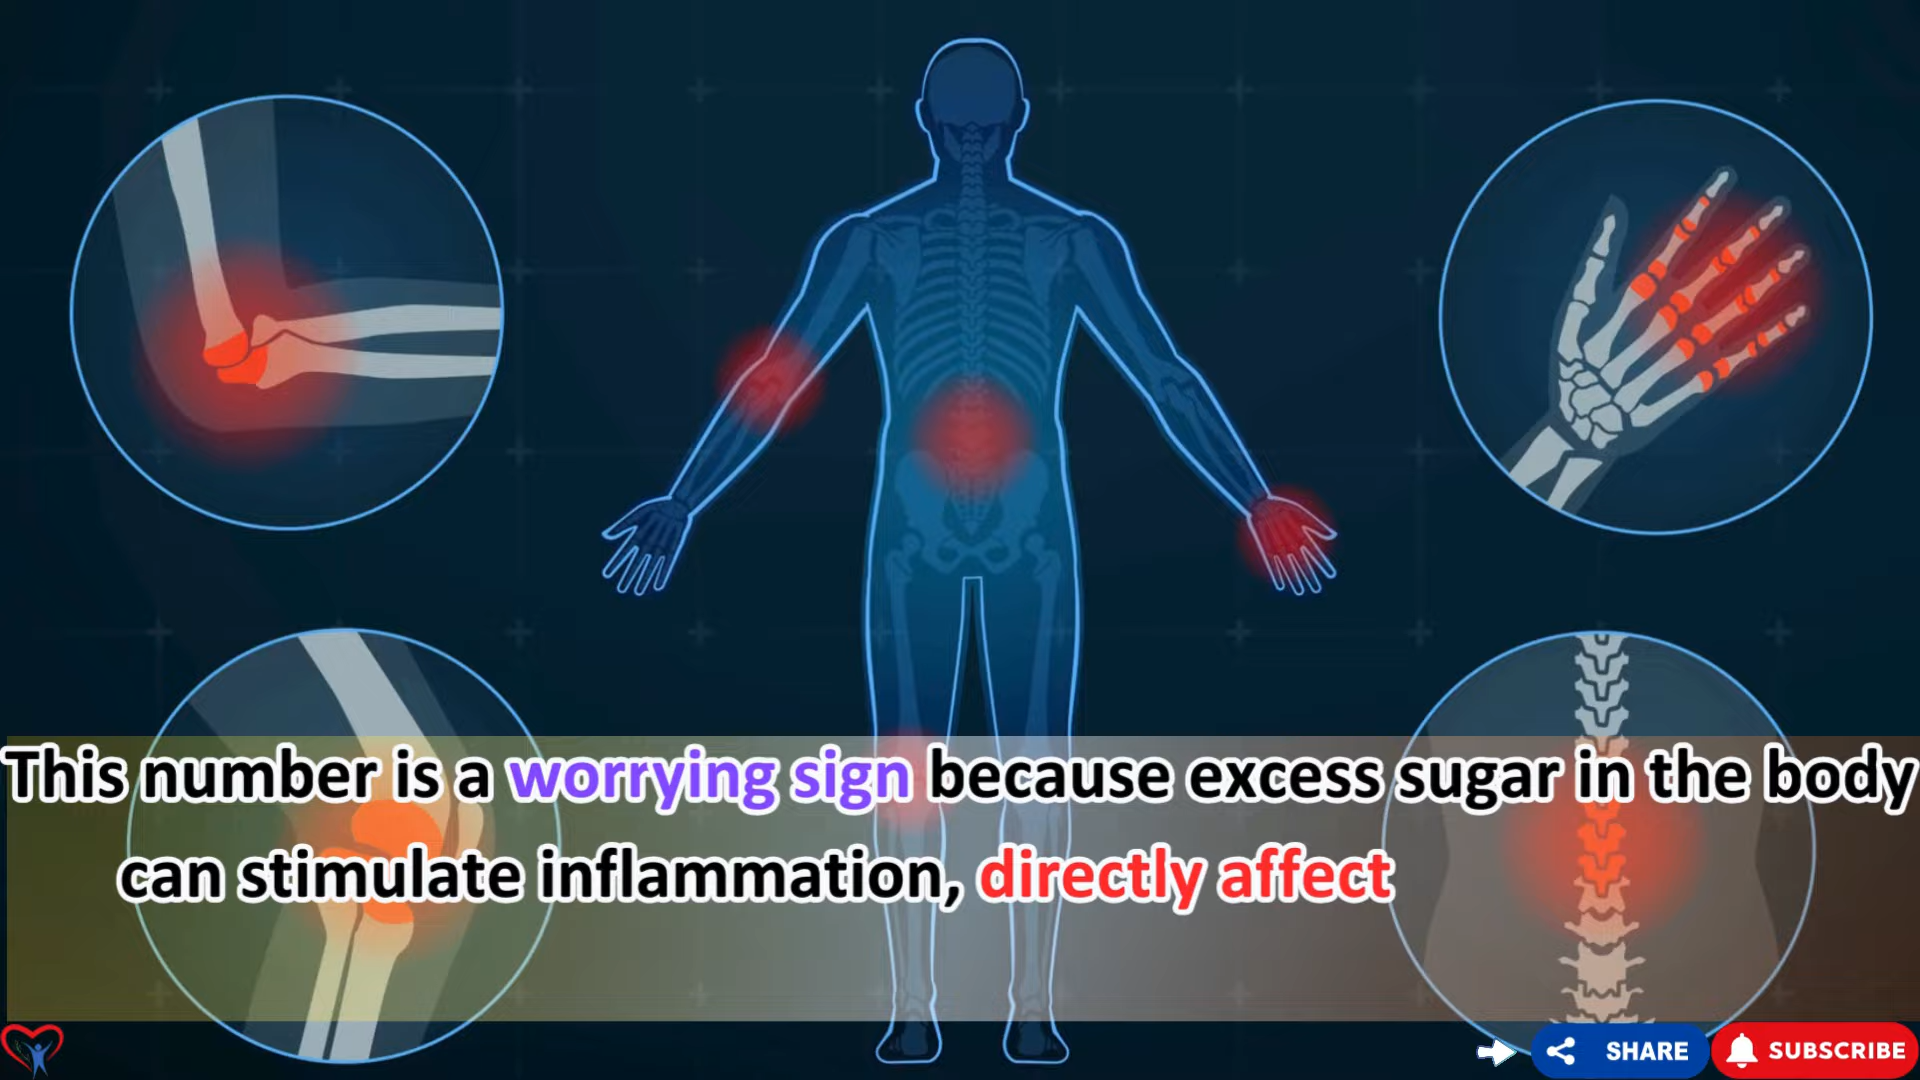 This number is a worrying sign because excess sugar in the body
can stimulate inflammation, directly affect
SHARE
SUBSCRIBE